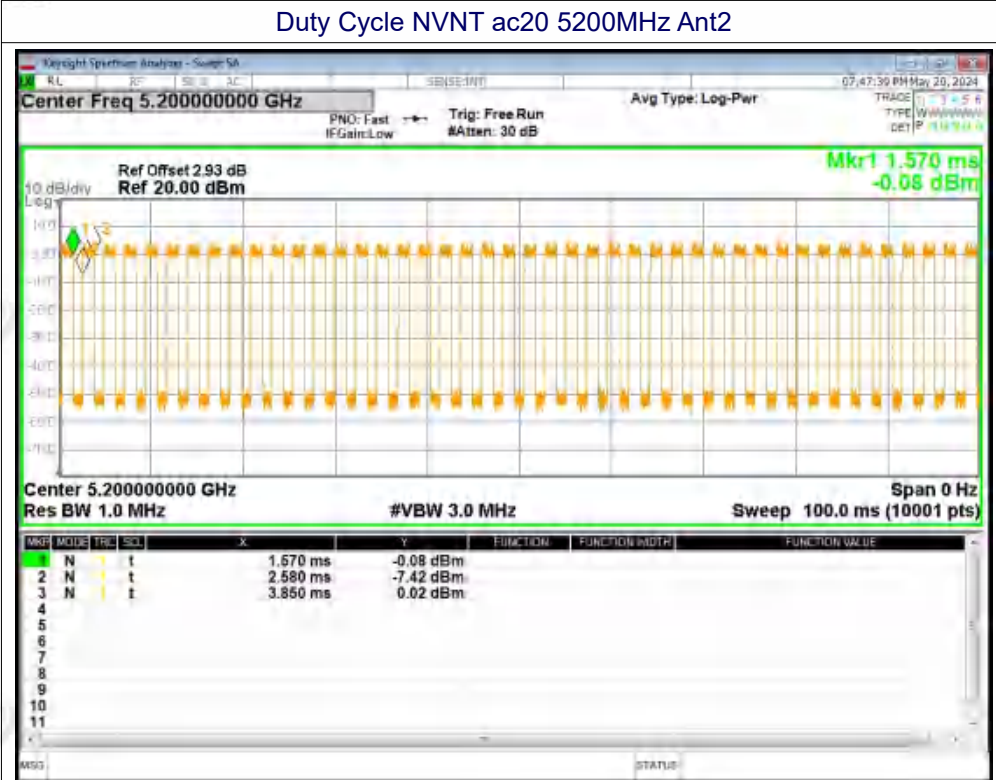 Duty Cycle NVNT ac20 5200MHz Ant2
Keysight Spectrum Analyzer - Swept SA
RL RF AC SENSE:INT 07:47:39 PM May 20, 2024
Center Freq 5.200000000 GHz
PNO: Fast Trig: Free Run Avg Type: Log-Pwr TRACE
IFGain:Low #Atten: 30 dB TYPE
DET
Mkr1 1.570 ms
-0.08 dBm
Ref Offset 2.93 dB
10 dB/div Ref 20.00 dBm
Log
Center 5.200000000 GHz Span 0 Hz
Res BW 1.0 MHz #VBW 3.0 MHz Sweep 100.0 ms (10001 pts)
MKR MODE TRC SCL X Y FUNCTION FUNCTION WIDTH FUNCTION VALUE
1 N 1 t 1.570 ms -0.08 dBm
2 N 1 t 2.580 ms -7.42 dBm
3 N 1 t 3.850 ms 0.02 dBm
4
5
6
7
8
9
10
11
MSG STATUS